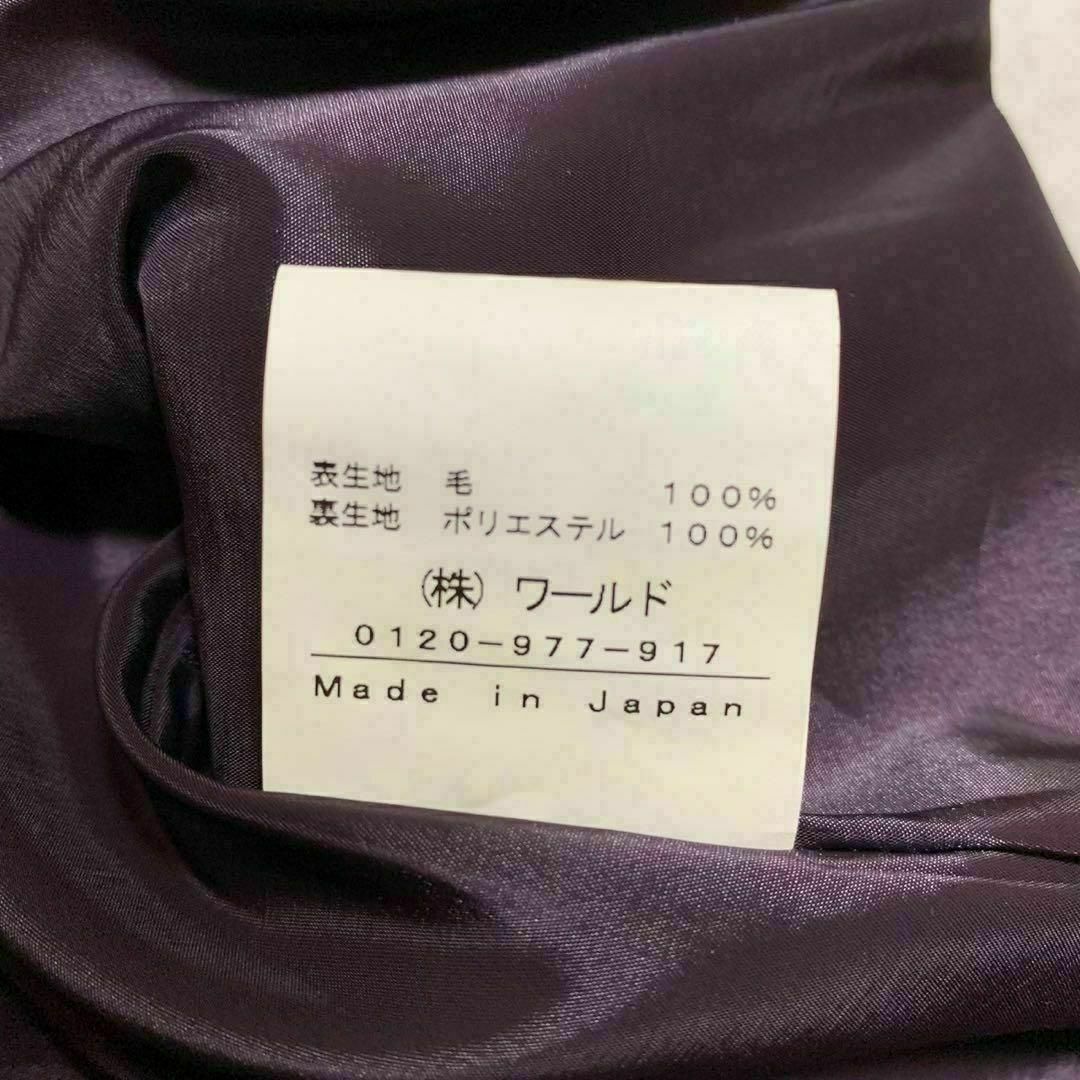 表生地 毛 100%
裏生地 ポリエステル 100%
(株) ワールド
0120-977-917
Made in Japan